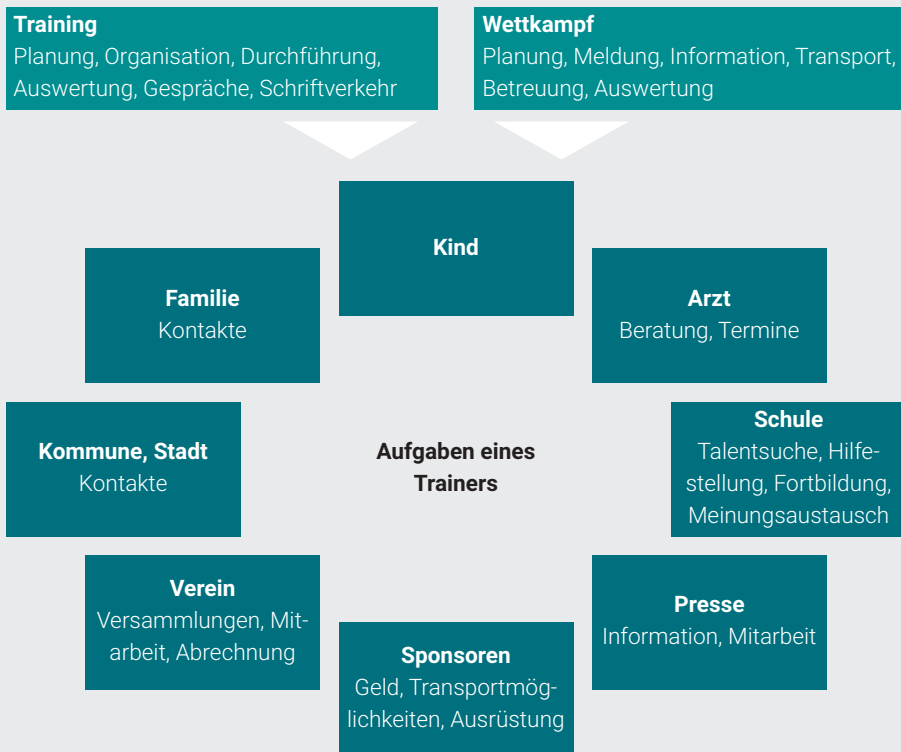 Training
Planung, Organisation, Durchführung,
Auswertung, Gespräche, Schriftverkehr
Wettkampf
Planung, Meldung, Information, Transport,
Betreuung, Auswertung
Kind
Familie
Kontakte
Arzt
Beratung, Termine
Kommune, Stadt
Kontakte
Aufgaben eines
Trainers
Schule
Talentsuche, Hilfe-
stellung, Fortbildung,
Meinungsaustausch
Verein
Versammlungen, Mit-
arbeit, Abrechnung
Sponsoren
Geld, Transportmög-
lichkeiten, Ausrüstung
Presse
Information, Mitarbeit